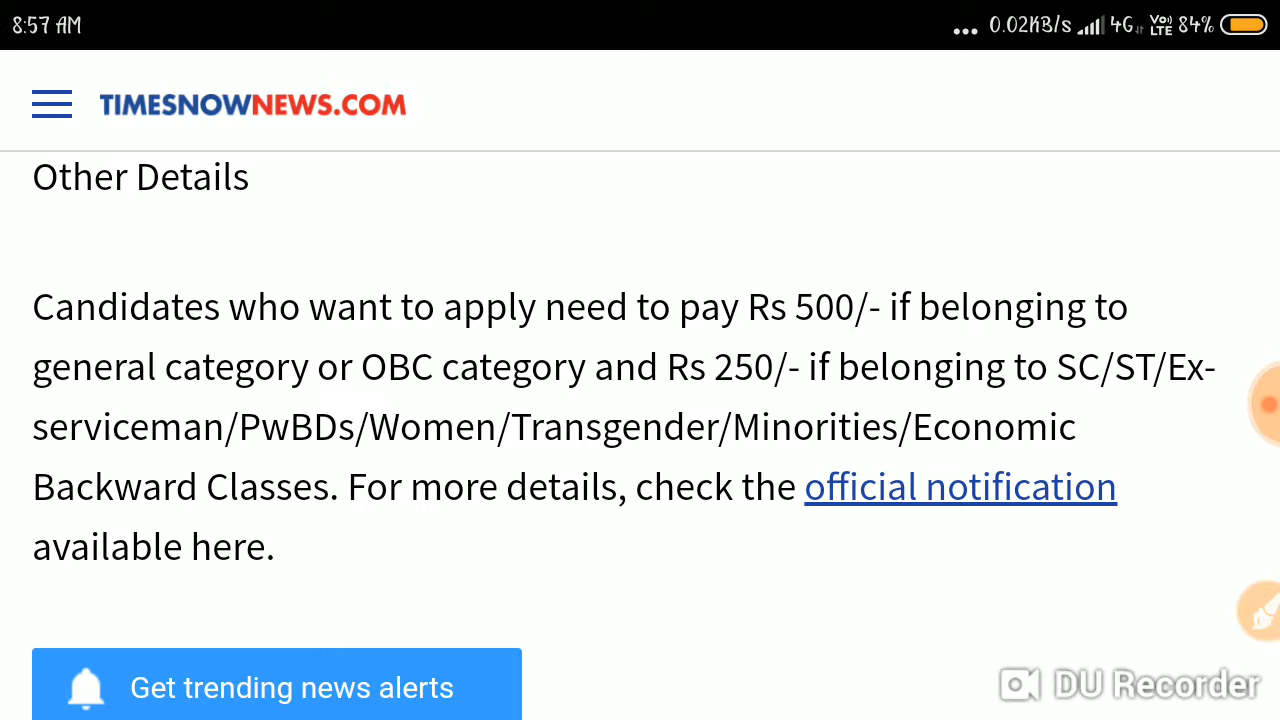 8:57 AM ... 0.02KB/s 4G Vo)) LTE 84%
TIMESNOWNEWS.COM
Other Details
Candidates who want to apply need to pay Rs 500/- if belonging to
general category or OBC category and Rs 250/- if belonging to SC/ST/Ex-
serviceman/PwBDs/Women/Transgender/Minorities/Economic
Backward Classes. For more details, check the official notification
available here.
Get trending news alerts
DU Recorder